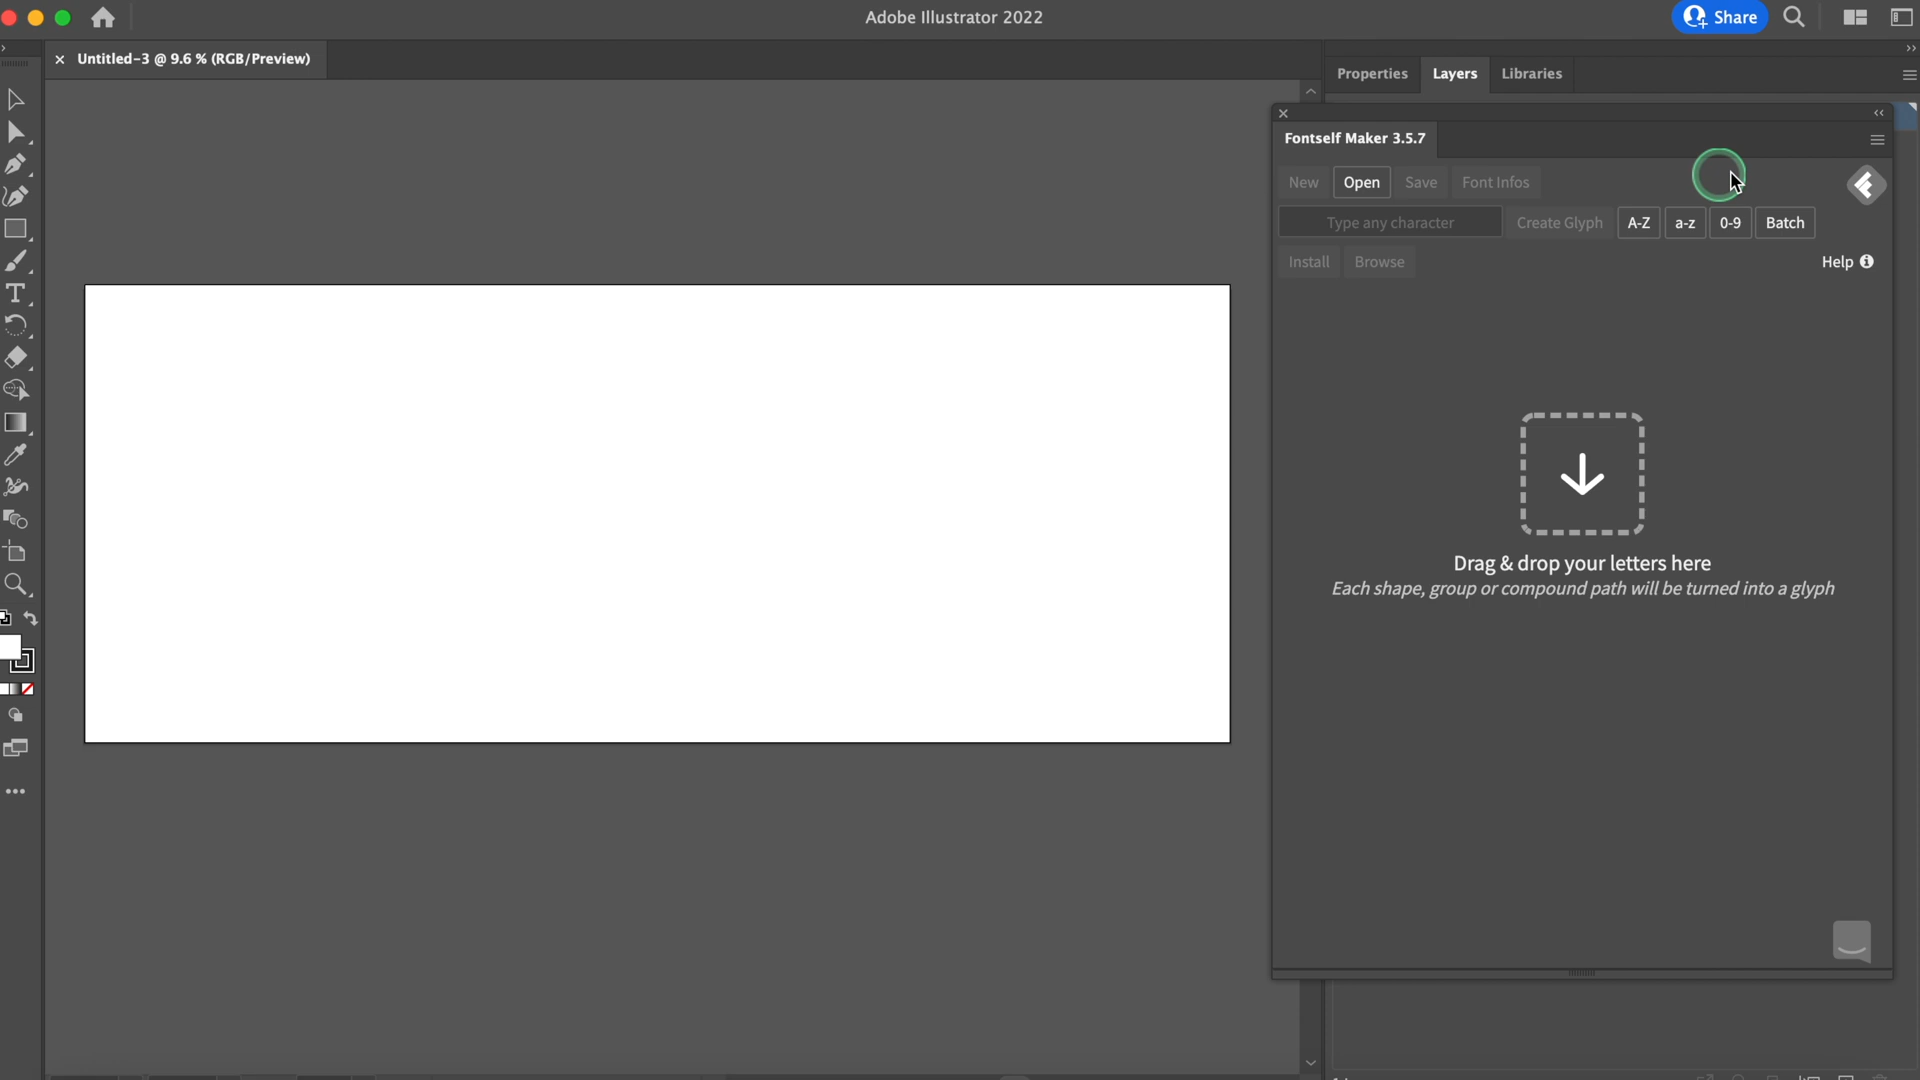 Adobe Illustrator 2022
Share
× Untitled-3 @ 9.6 % (RGB/Preview)
Properties Layers Libraries
Fontself Maker 3.5.7
New Open Save Font Infos
Type any character Create Glyph A-Z a-z 0-9 Batch
Install Browse Help
Drag & drop your letters here
Each shape, group or compound path will be turned into a glyph